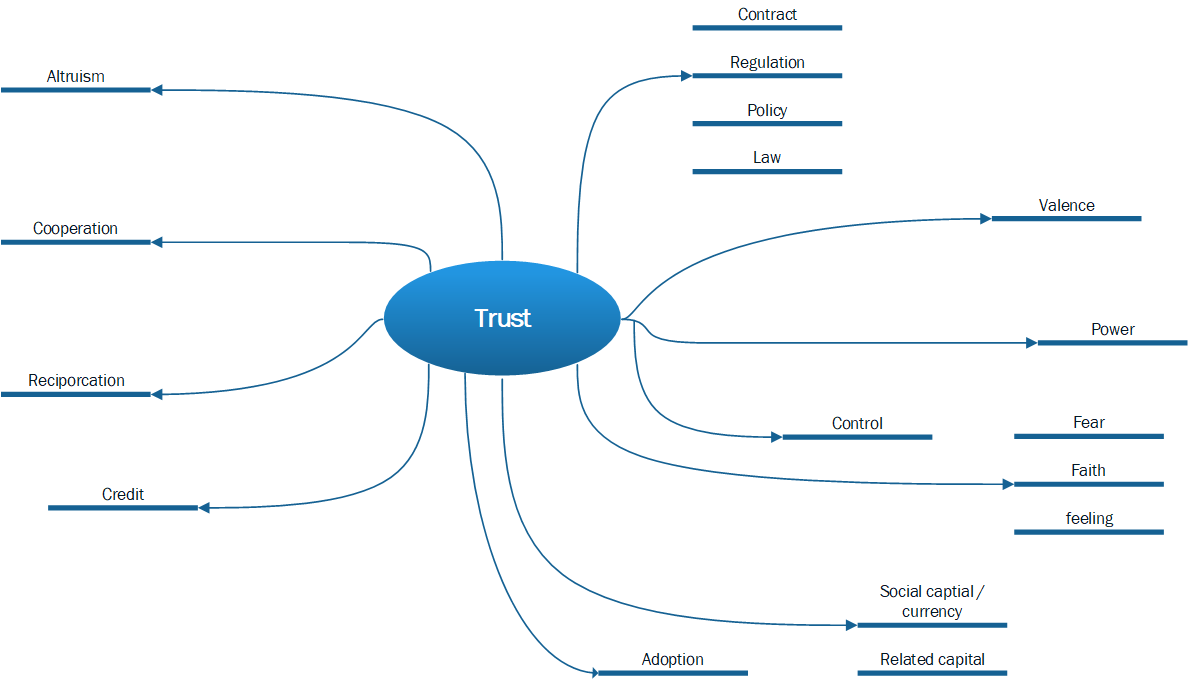 Contract
Regulation
Policy
Law
Altruism
Valence
Cooperation
Trust
Power
Reciporcation
Control
Fear
Faith
feeling
Credit
Social captial /
currency
Adoption
Related capital